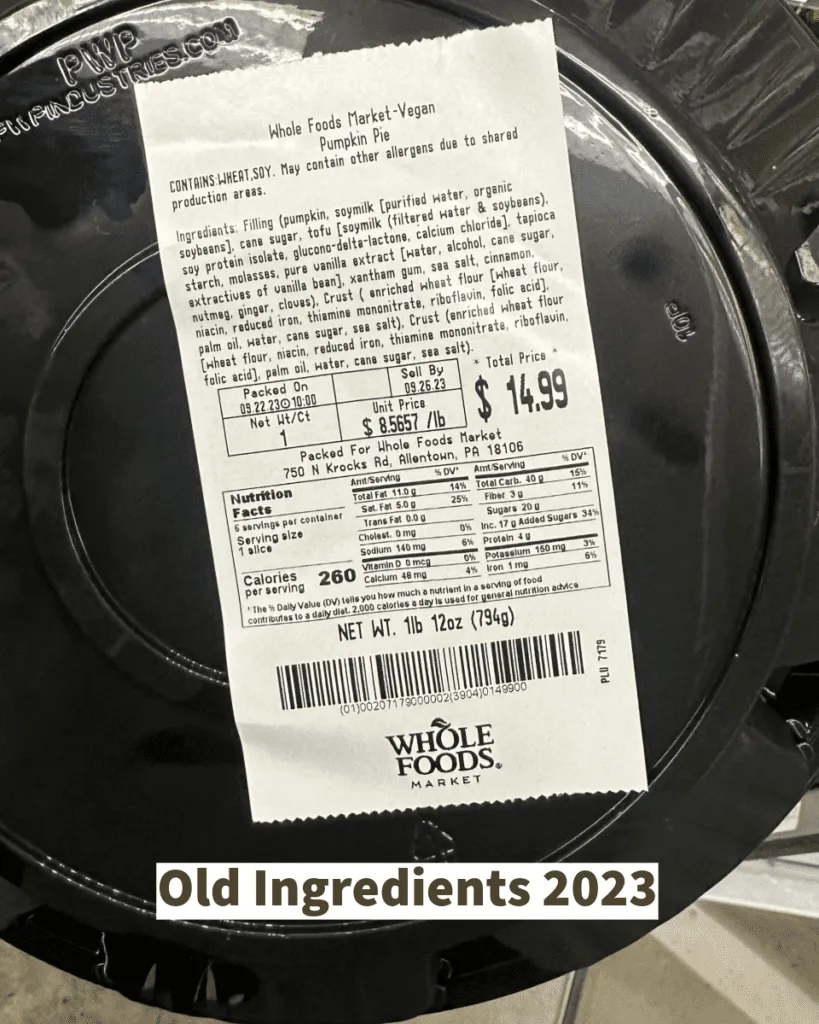 PWP
PWPINDUSTRIES.COM
Whole Foods Market-Vegan
Pumpkin Pie
CONTAINS:WHEAT,SOY. May contain other allergens due to shared
production areas.
Ingredients: Filling (pumpkin, soymilk [purified water, organic
soybeans], cane sugar, tofu [soymilk (filtered water & soybeans),
soy protein isolate, glucono-delta-lactone, calcium chloride], tapioca
starch, molasses, pure vanilla extract [water, alcohol, cane sugar,
extractives of vanilla bean], xantham gum, sea salt, cinnamon,
nutmeg, ginger, cloves). Crust ( enriched wheat flour [wheat flour,
niacin, reduced iron, thiamine mononitrate, riboflavin, folic acid],
palm oil, water, cane sugar, sea salt), Crust (enriched wheat flour
[wheat flour, niacin, reduced iron, thiamine mononitrate, riboflavin,
folic acid], palm oil, water, cane sugar, sea salt).
Packed On
09.22.23 10:00
Sell By
09.26.23
Net Wt/Ct
1
Unit Price
$ 8.5657 /lb
* Total Price *
$ 14.99
Packed For Whole Foods Market
750 N Krocks Rd, Allentown, PA 18106
Nutrition
Facts
6 servings per container
Serving size
1 slice
Calories
per serving 260
Amt/Serving % DV*
Total Fat 11.0 g 14%
Sat. Fat 5.0 g 25%
Trans Fat 0.0 g
Cholest. 0 mg 0%
Sodium 140 mg 6%
Vitamin D 0 mcg 0%
Calcium 48 mg 4%
Amt/Serving % DV*
Total Carb. 40 g 15%
Fiber 3 g 11%
Sugars 20 g
Inc. 17 g Added Sugars 34%
Protein 4 g
Potassium 150 mg 3%
Iron 1 mg 6%
* The % Daily Value (DV) tells you how much a nutrient in a serving of food
contributes to a daily diet. 2,000 calories a day is used for general nutrition advice
NET WT. 1lb 12oz (794g)
PLU 7179
(01)00207179000002(3904)0149900
WHOLE
FOODS
MARKET
Old Ingredients 2023